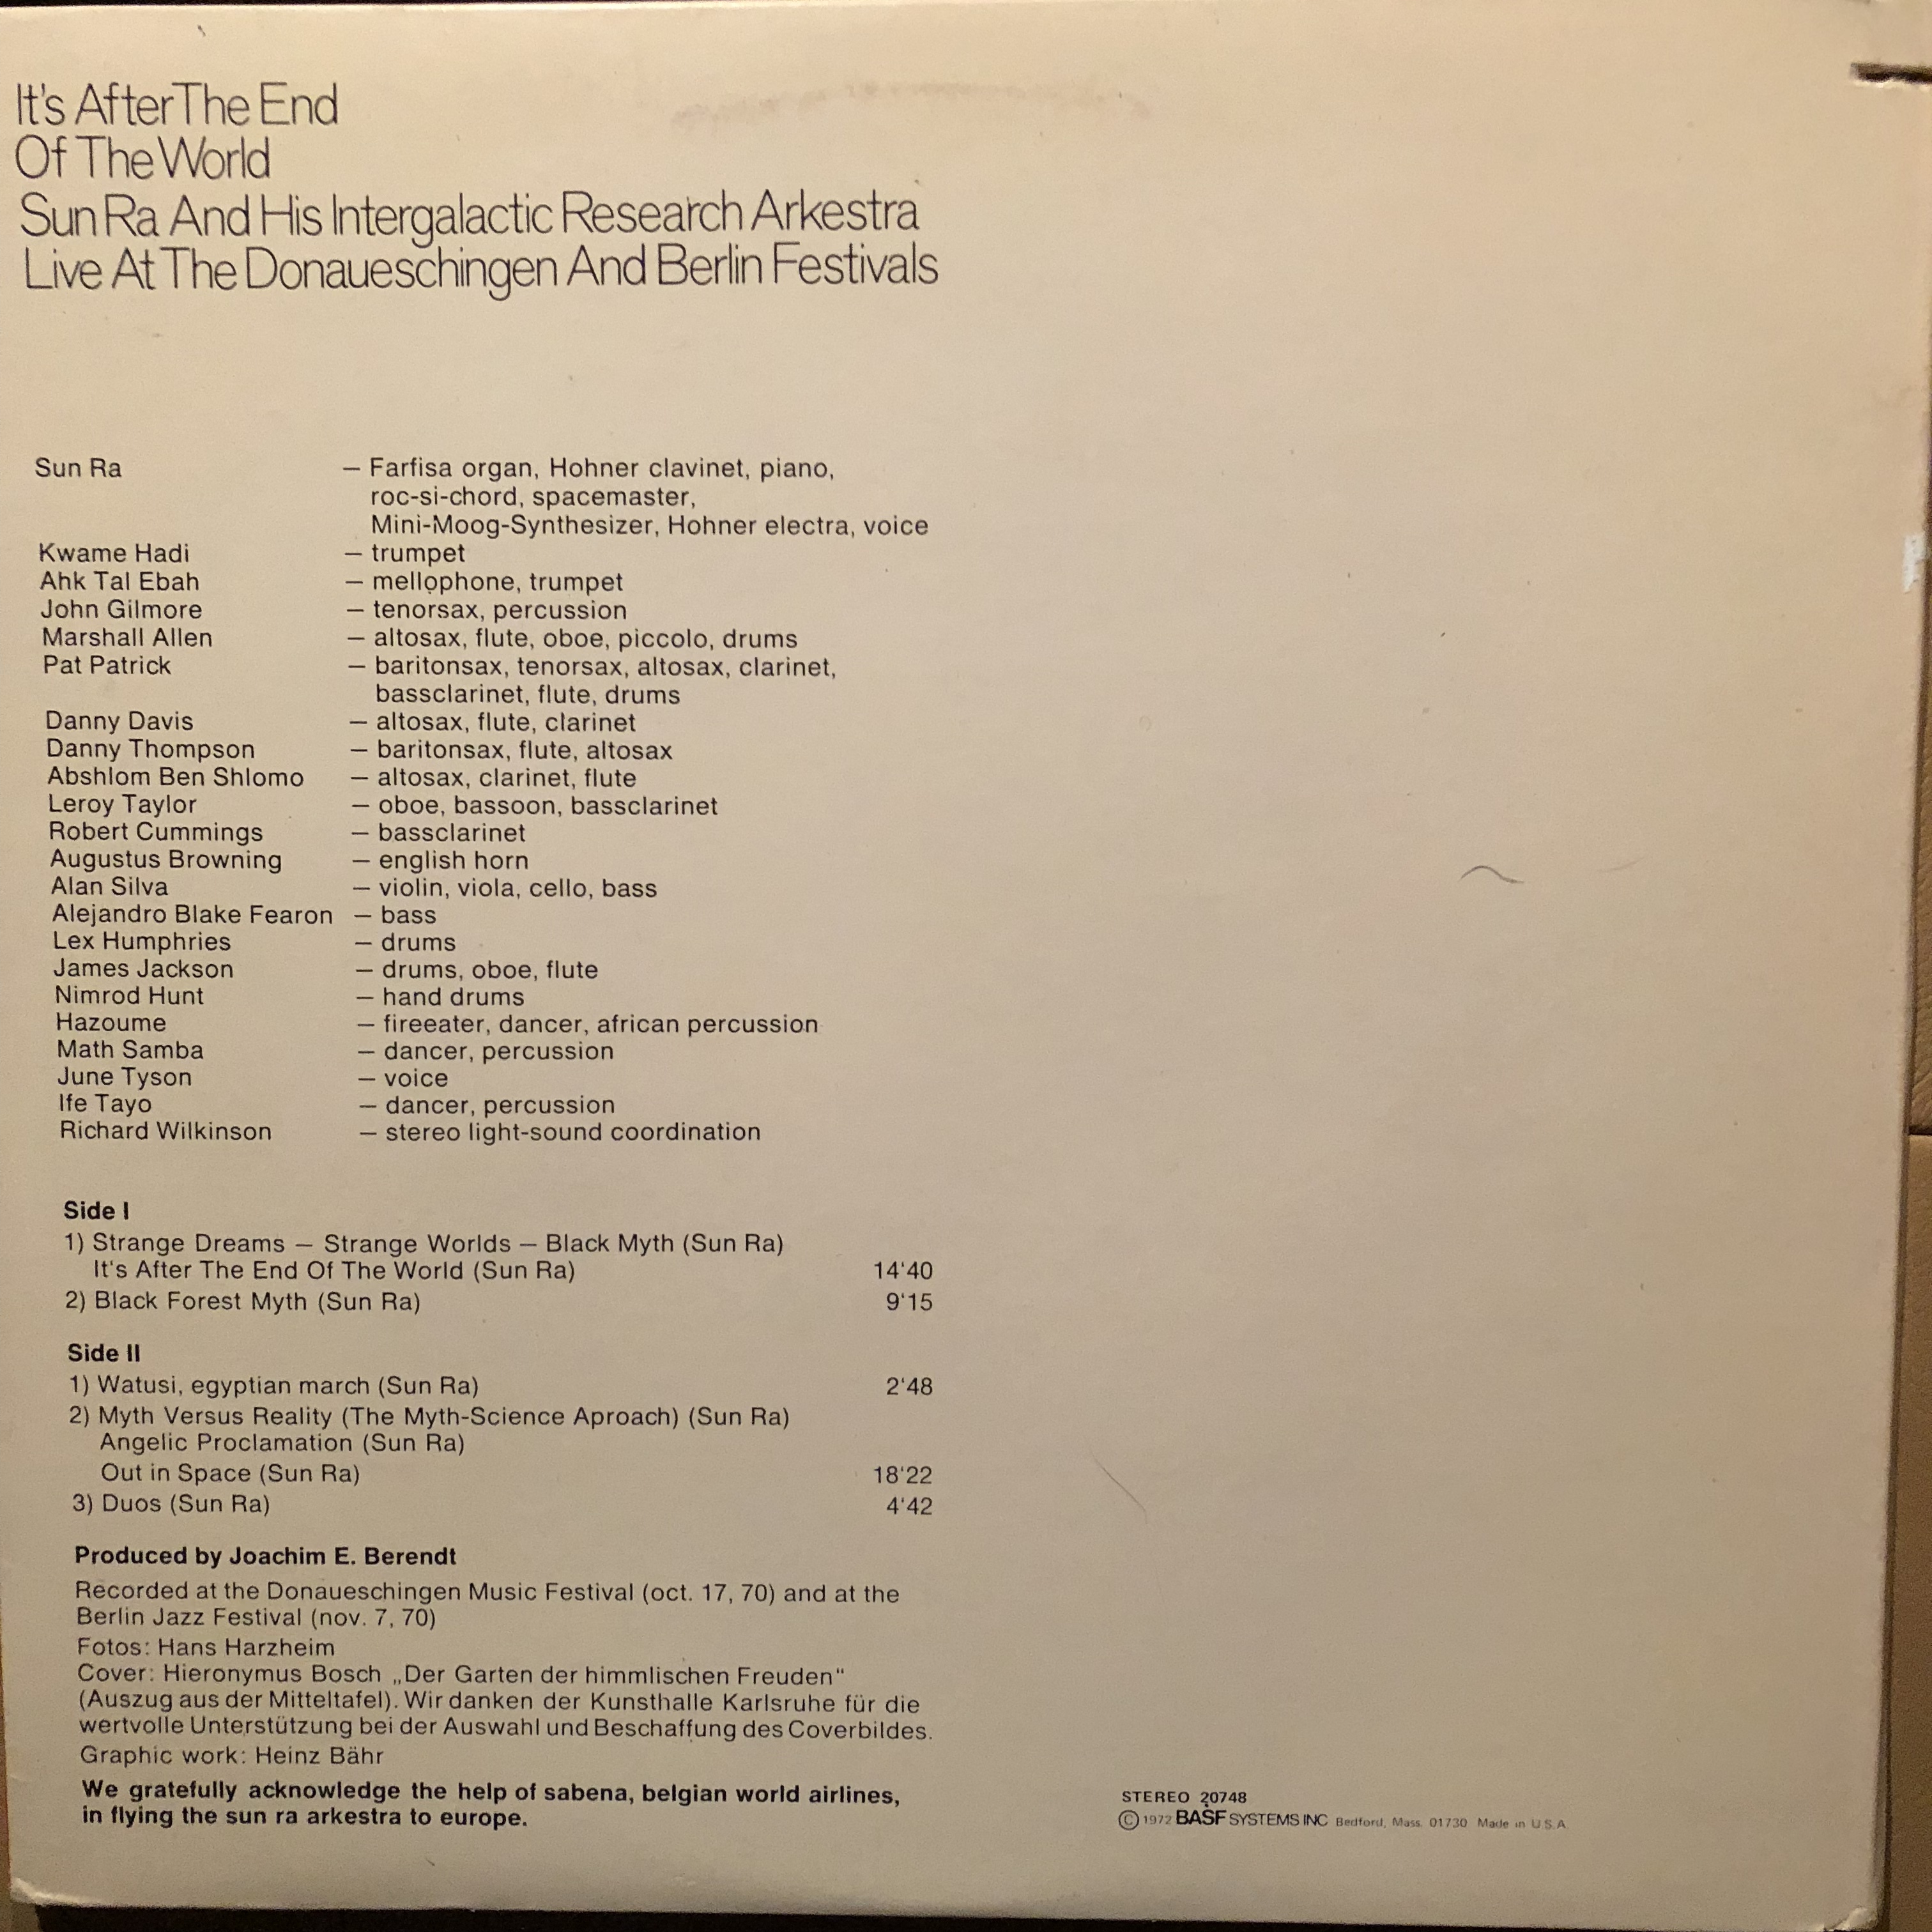 It's After The End
Of The World
Sun Ra And His Intergalactic Research Arkestra
Live At The Donaueschingen And Berlin Festivals
Sun Ra — Farfisa organ, Hohner clavinet, piano,
roc-si-chord, spacemaster,
Mini-Moog-Synthesizer, Hohner electra, voice
Kwame Hadi — trumpet
Ahk Tal Ebah — mellophone, trumpet
John Gilmore — tenorsax, percussion
Marshall Allen — altosax, flute, oboe, piccolo, drums
Pat Patrick — baritonsax, tenorsax, altosax, clarinet,
bassclarinet, flute, drums
Danny Davis — altosax, flute, clarinet
Danny Thompson — baritonsax, flute, altosax
Abshlom Ben Shlomo — altosax, clarinet, flute
Leroy Taylor — oboe, bassoon, bassclarinet
Robert Cummings — bassclarinet
Augustus Browning — english horn
Alan Silva — violin, viola, cello, bass
Alejandro Blake Fearon — bass
Lex Humphries — drums
James Jackson — drums, oboe, flute
Nimrod Hunt — hand drums
Hazoume — fireeater, dancer, african percussion
Math Samba — dancer, percussion
June Tyson — voice
Ife Tayo — dancer, percussion
Richard Wilkinson — stereo light-sound coordination
Side I
1) Strange Dreams — Strange Worlds — Black Myth (Sun Ra)
It's After The End Of The World (Sun Ra) 14'40
2) Black Forest Myth (Sun Ra) 9'15
Side II
1) Watusi, egyptian march (Sun Ra) 2'48
2) Myth Versus Reality (The Myth-Science Aproach) (Sun Ra)
Angelic Proclamation (Sun Ra)
Out in Space (Sun Ra) 18'22
3) Duos (Sun Ra) 4'42
Produced by Joachim E. Berendt
Recorded at the Donaueschingen Music Festival (oct. 17, 70) and at the
Berlin Jazz Festival (nov. 7, 70)
Fotos: Hans Harzheim
Cover: Hieronymus Bosch „Der Garten der himmlischen Freuden“
(Auszug aus der Mitteltafel). Wir danken der Kunsthalle Karlsruhe für die
wertvolle Unterstützung bei der Auswahl und Beschaffung des Coverbildes.
Graphic work: Heinz Bähr
We gratefully acknowledge the help of sabena, belgian world airlines,
in flying the sun ra arkestra to europe.
STEREO 20748
© 1972 BASF SYSTEMS INC Bedford, Mass. 01730 Made in U.S.A.